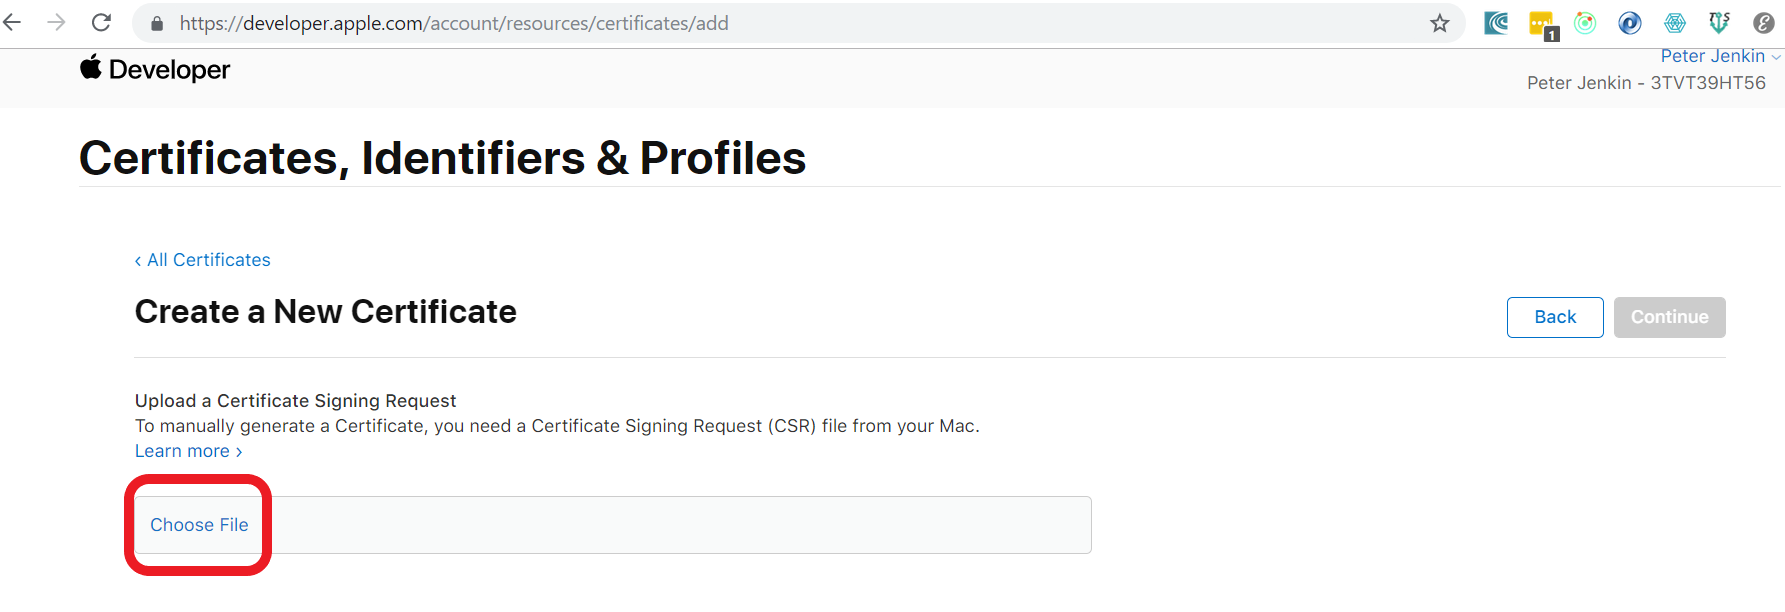 https://developer.apple.com/account/resources/certificates/add
1
Developer
Peter Jenkin
Peter Jenkin - 3TVT39HT56
Certificates, Identifiers & Profiles
‹ All Certificates
Create a New Certificate
Back
Continue
Upload a Certificate Signing Request
To manually generate a Certificate, you need a Certificate Signing Request (CSR) file from your Mac.
Learn more ›
Choose File